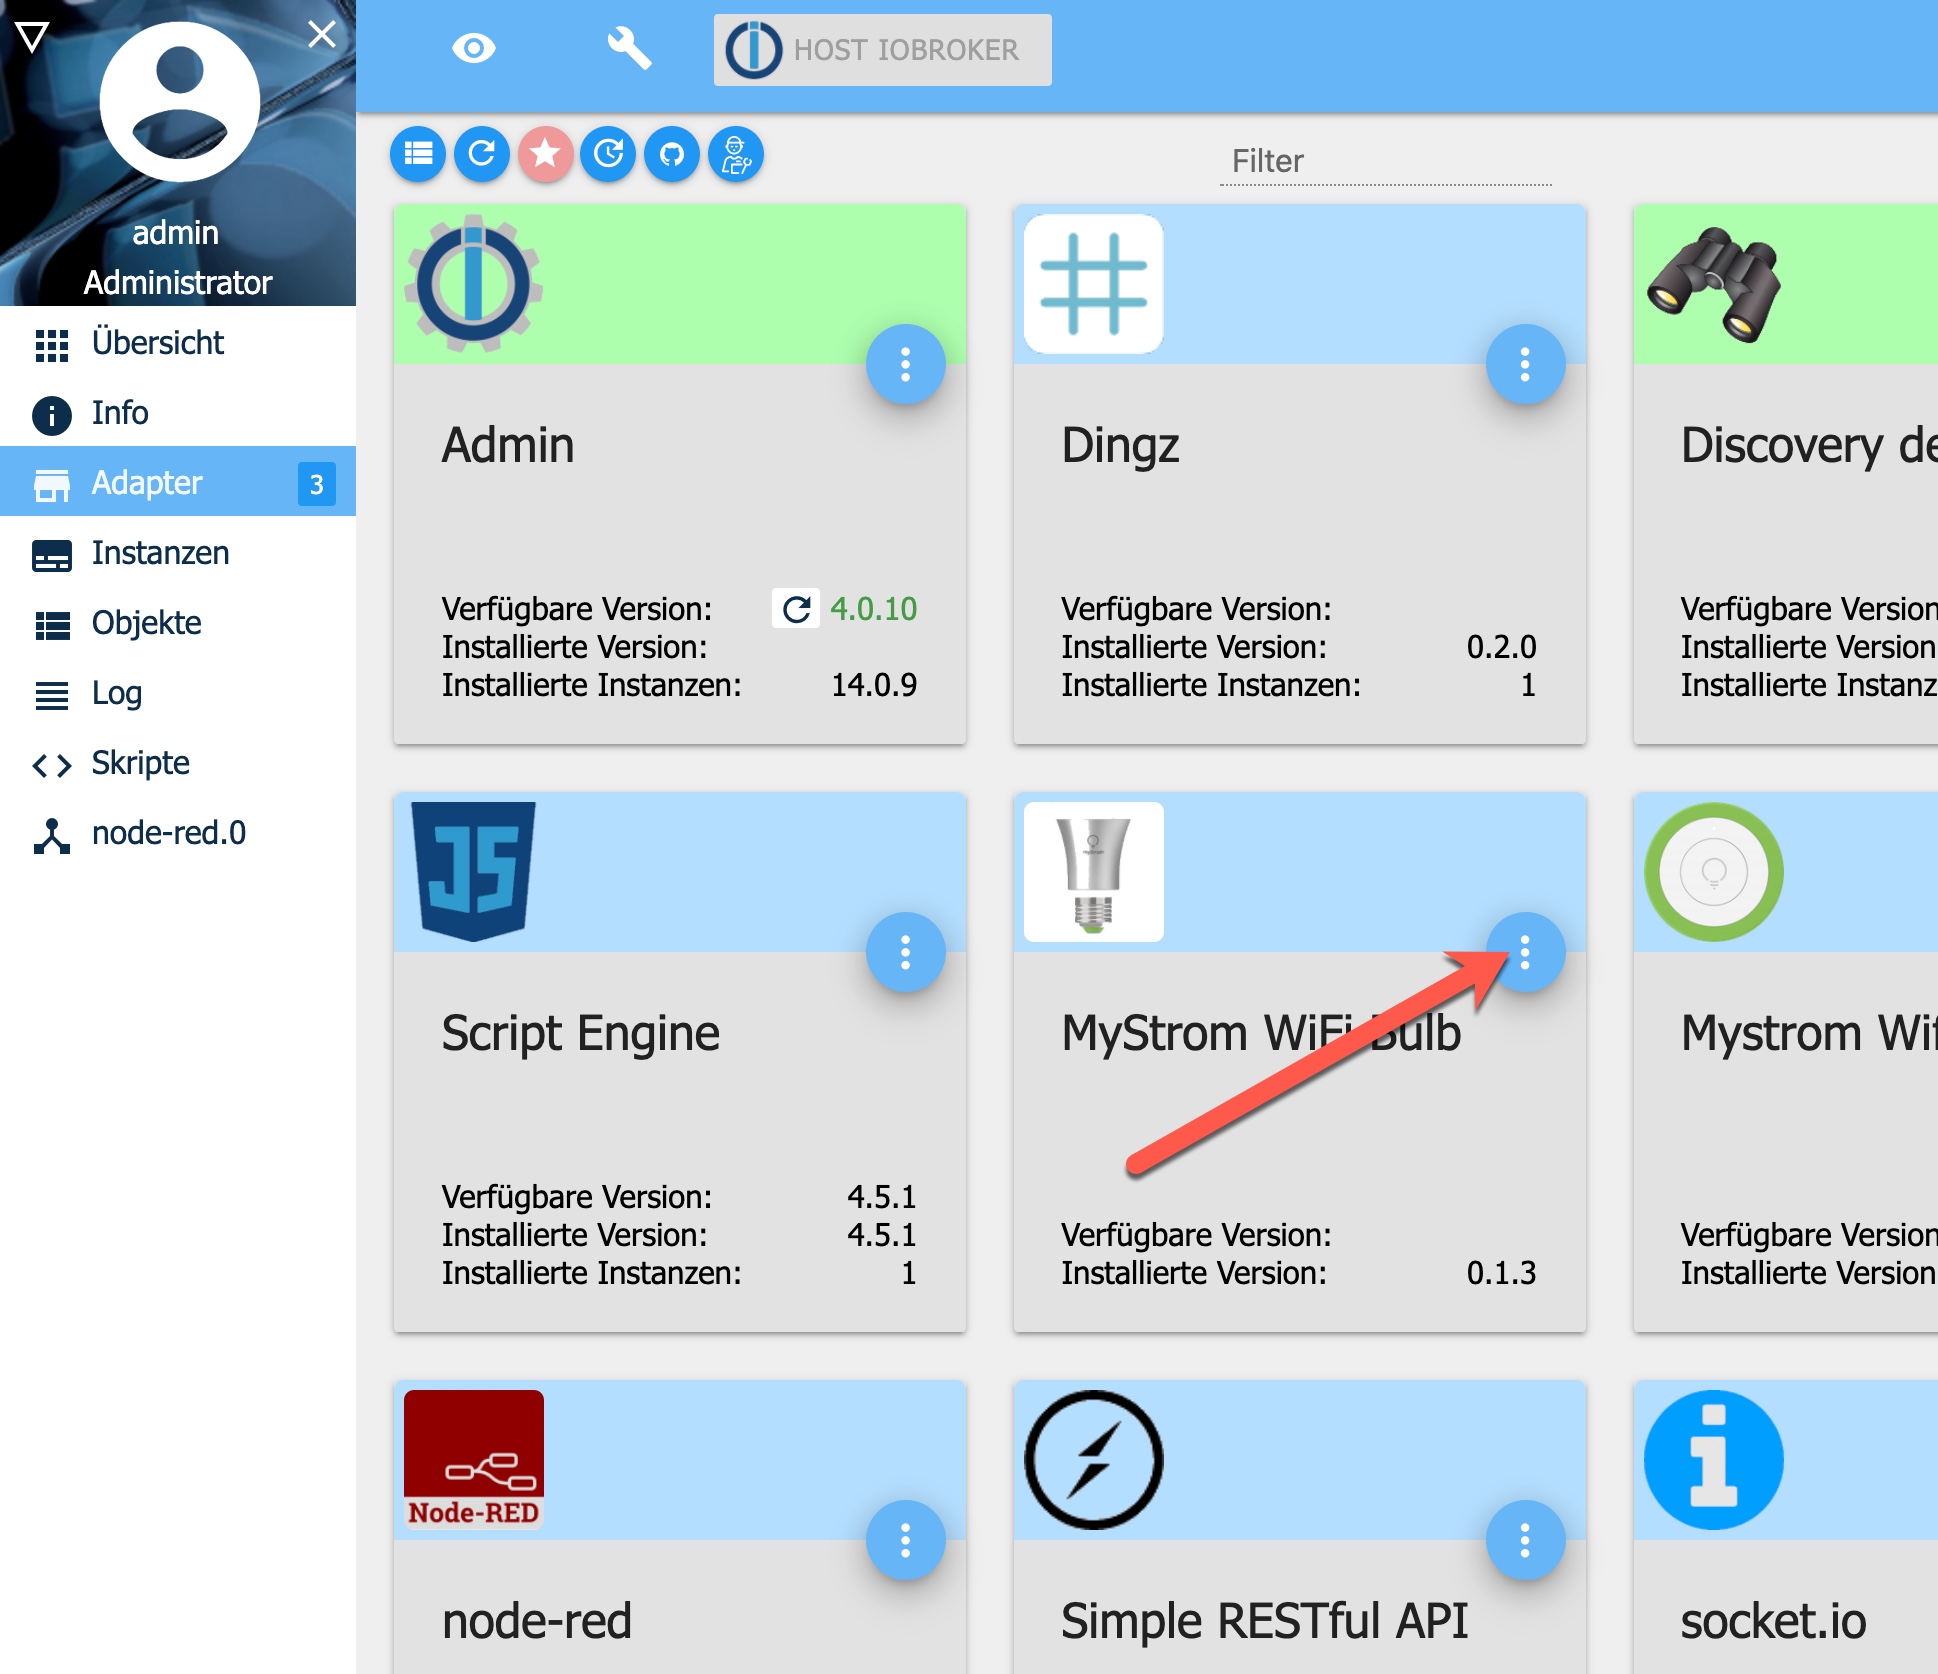 HOST IOBROKER
admin
Administrator
Übersicht
Info
Adapter 3
Instanzen
Objekte
Log
Skripte
node-red.0
Filter
Admin
Verfügbare Version: 4.0.10
Installierte Version:
Installierte Instanzen: 14.0.9
Dingz
Verfügbare Version:
Installierte Version: 0.2.0
Installierte Instanzen: 1
Discovery de
Verfügbare Version
Installierte Version
Installierte Instanz
JS
Script Engine
Verfügbare Version: 4.5.1
Installierte Version: 4.5.1
Installierte Instanzen: 1
MyStrom WiFi Bulb
Verfügbare Version:
Installierte Version: 0.1.3
Mystrom Wif
Verfügbare Version
Installierte Version
Node-RED
node-red
Simple RESTful API
socket.io